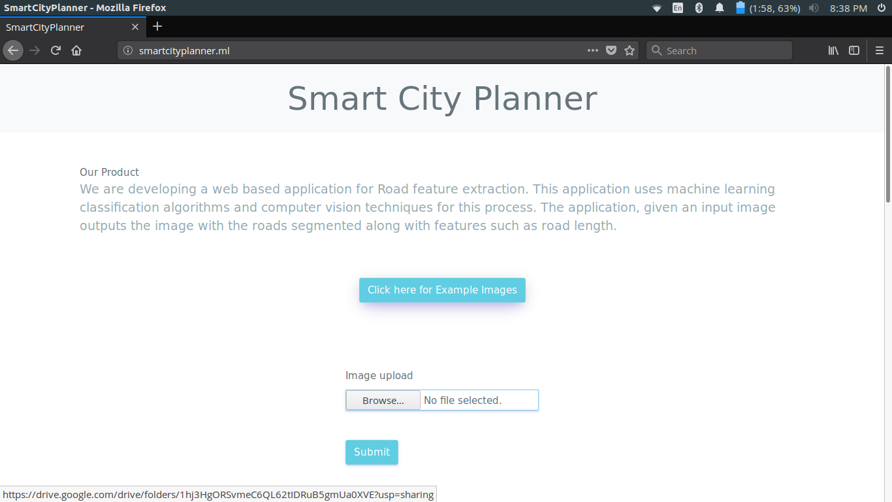 SmartCityPlanner - Mozilla Firefox
En
(1:58, 63%)
8:38 PM
SmartCityPlanner
smartcityplanner.ml
Search
Smart City Planner
Our Product
We are developing a web based application for Road feature extraction. This application uses machine learning
classification algorithms and computer vision techniques for this process. The application, given an input image
outputs the image with the roads segmented along with features such as road length.
Click here for Example Images
Image upload
Browse... No file selected.
Submit
https://drive.google.com/drive/folders/1hj3HgORSvmeC6QL62tIDRuB5gmUa0XVE?usp=sharing